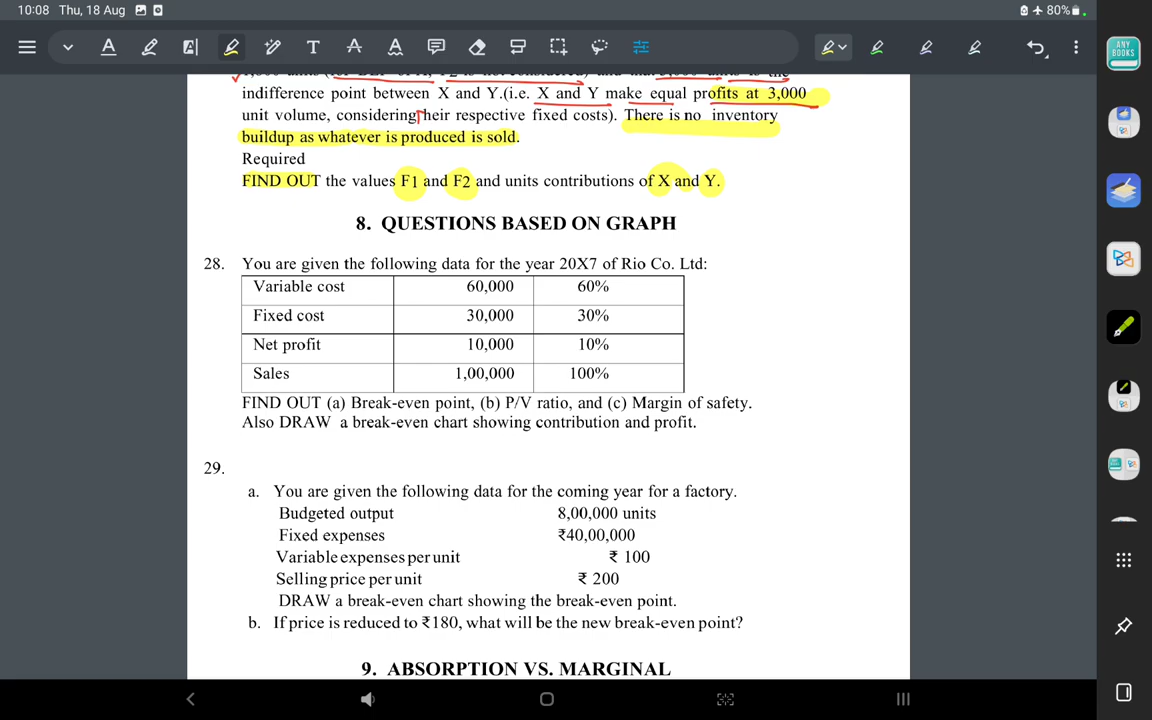 10:08 Thu, 18 Aug
80%
indifference point between X and Y.(i.e. X and Y make equal profits at 3,000
unit volume, considering heir respective fixed costs). There is no inventory
buildup as whatever is produced is sold.
Required
FIND OUT the values F1 and F2 and units contributions of X and Y.
8. QUESTIONS BASED ON GRAPH
28. You are given the following data for the year 20X7 of Rio Co. Ltd:
Variable cost 60,000 60%
Fixed cost 30,000 30%
Net profit 10,000 10%
Sales 1,00,000 100%
FIND OUT (a) Break-even point, (b) P/V ratio, and (c) Margin of safety.
Also DRAW a break-even chart showing contribution and profit.
29.
a. You are given the following data for the coming year for a factory.
Budgeted output 8,00,000 units
Fixed expenses ₹40,00,000
Variable expenses per unit ₹ 100
Selling price per unit ₹ 200
DRAW a break-even chart showing the break-even point.
b. If price is reduced to ₹180, what will be the new break-even point?
9. ABSORPTION VS. MARGINAL
ANY
BOOKS